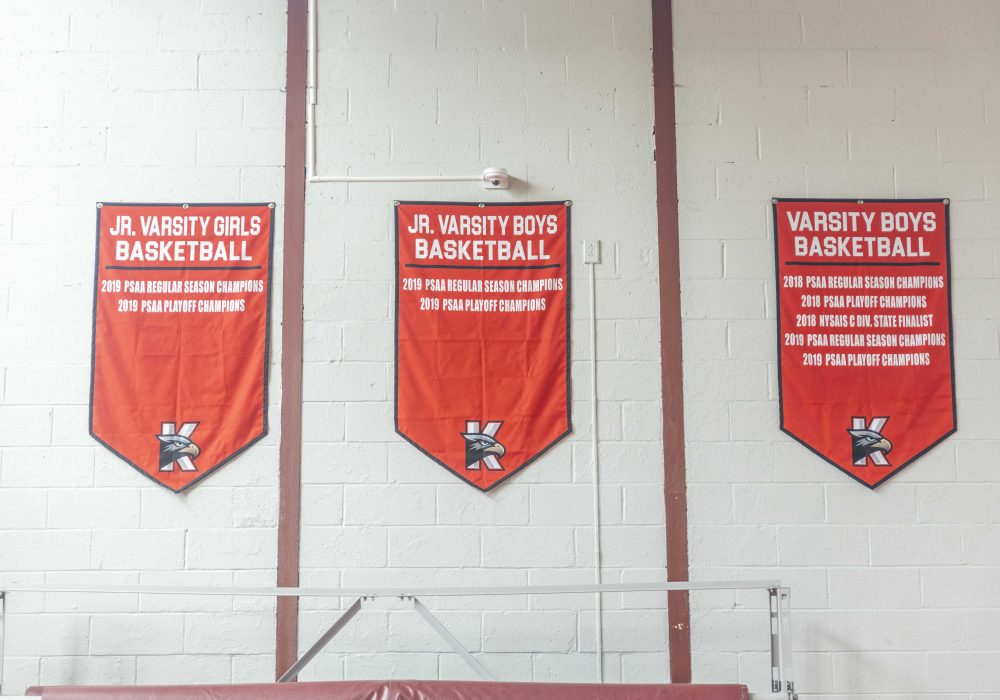 JR. VARSITY GIRLS
BASKETBALL
2019 PSAA REGULAR SEASON CHAMPIONS
2019 PSAA PLAYOFF CHAMPIONS
K
JR. VARSITY BOYS
BASKETBALL
2019 PSAA REGULAR SEASON CHAMPIONS
2019 PSAA PLAYOFF CHAMPIONS
K
VARSITY BOYS
BASKETBALL
2018 PSAA REGULAR SEASON CHAMPIONS
2018 PSAA PLAYOFF CHAMPIONS
2018 NYSAIS C DIV. STATE FINALIST
2019 PSAA REGULAR SEASON CHAMPIONS
2019 PSAA PLAYOFF CHAMPIONS
K